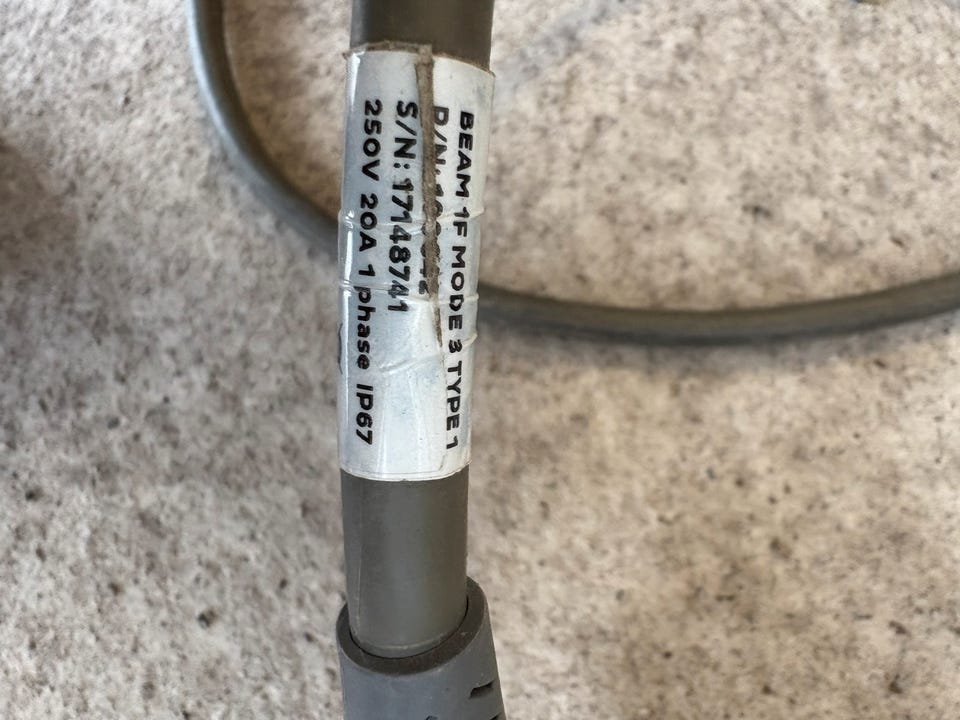 BEAM 1F MODE 3 TYPE 1
P/N:
S/N: 17148741
250V 20A 1 phase IP67